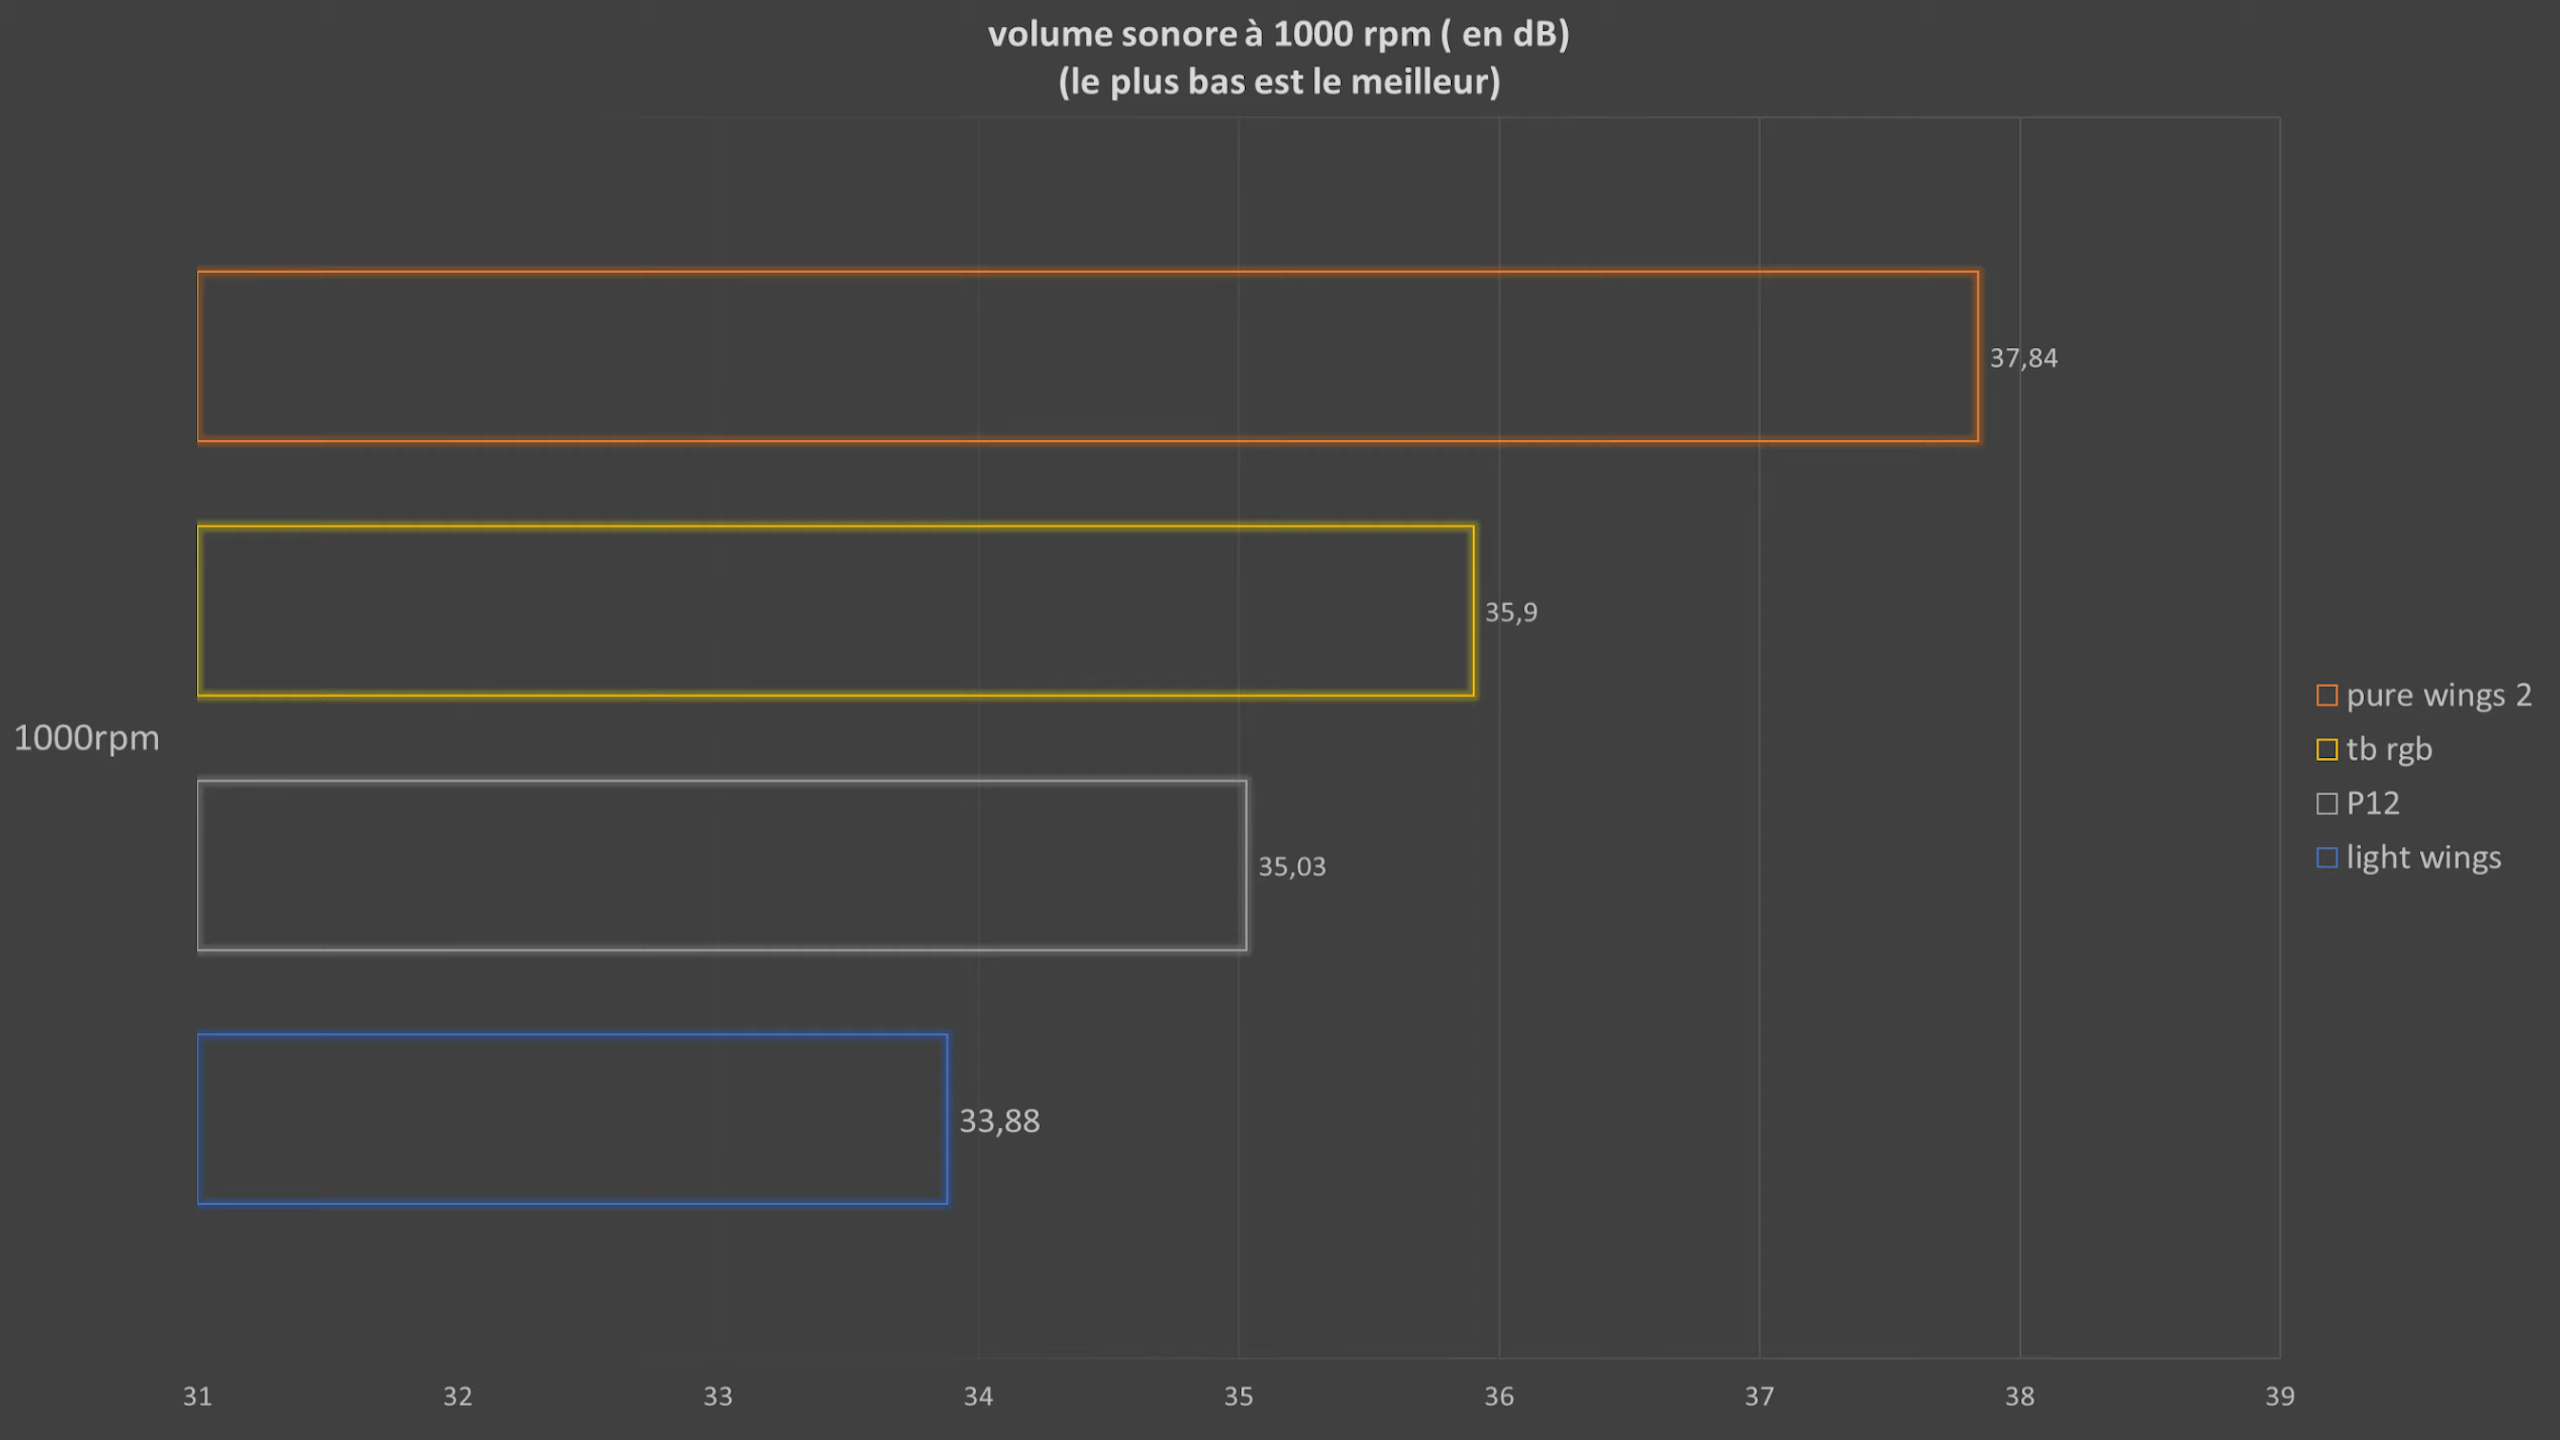 volume sonore à 1000 rpm ( en dB)
(le plus bas est le meilleur)
37,84
35,9
1000rpm
35,03
33,88
pure wings 2
tb rgb
P12
light wings
31 32 33 34 35 36 37 38 39